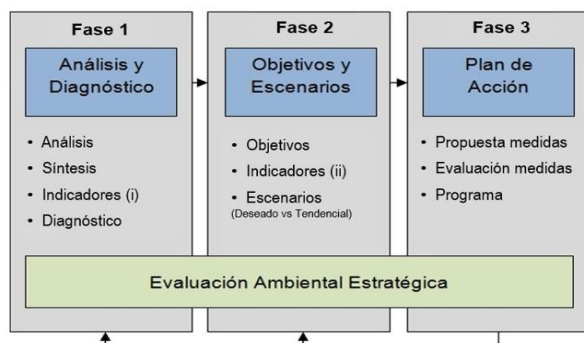 Fase 1
Análisis y
Diagnóstico
• Análisis
• Síntesis
• Indicadores (i)
• Diagnóstico
Fase 2
Objetivos y
Escenarios
• Objetivos
• Indicadores (ii)
• Escenarios
(Deseado vs Tendencial)
Fase 3
Plan de
Acción
• Propuesta medidas
• Evaluación medidas
• Programa
Evaluación Ambiental Estratégica